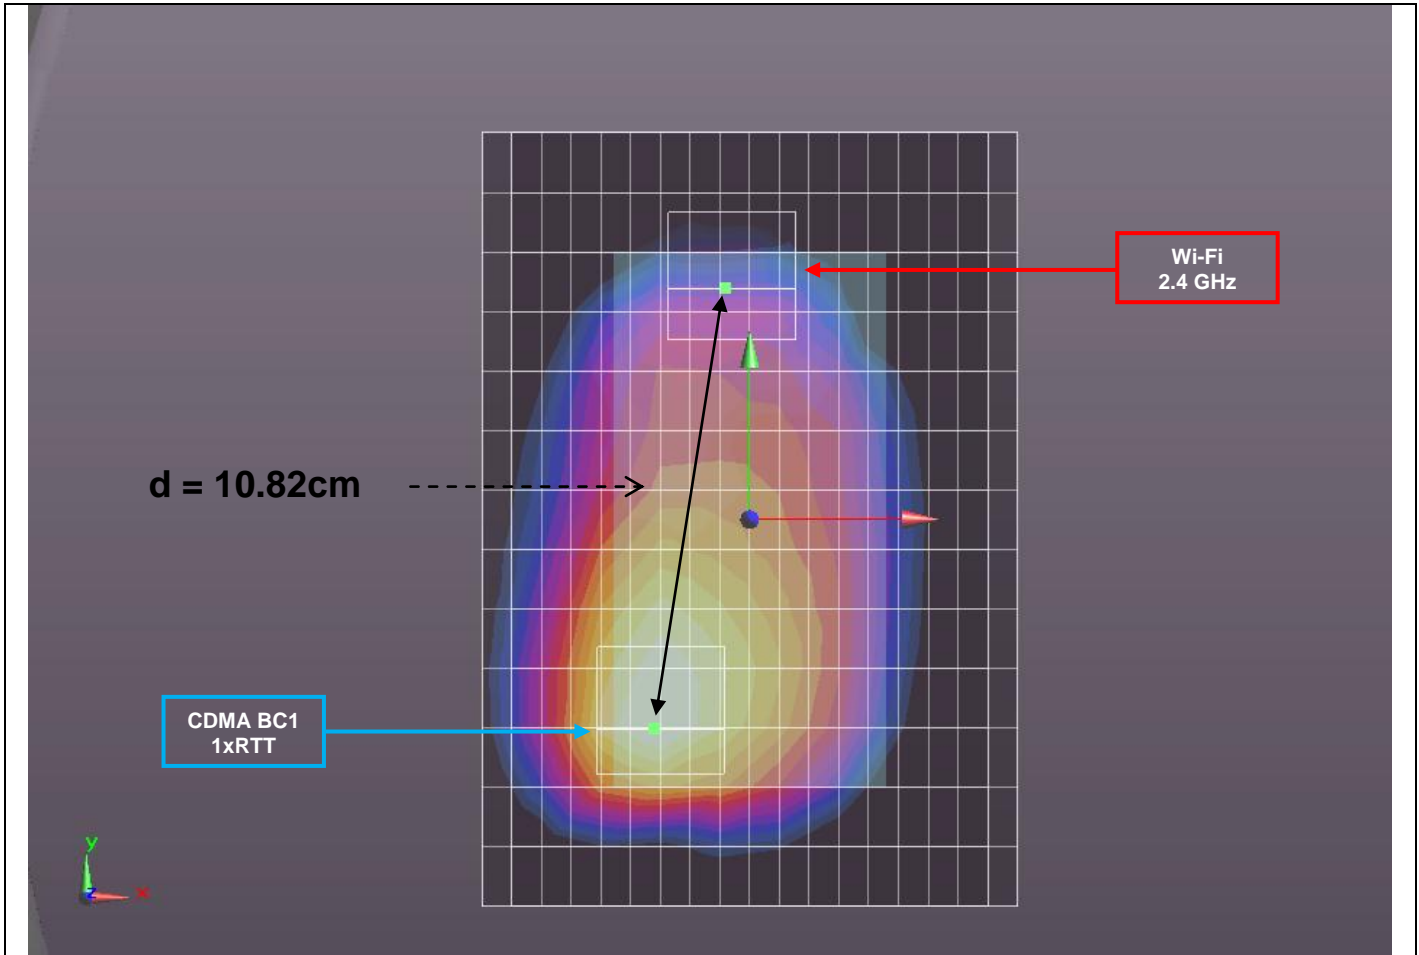 Wi-Fi
2.4 GHz
d = 10.82cm
CDMA BC1
1xRTT
y
z
x